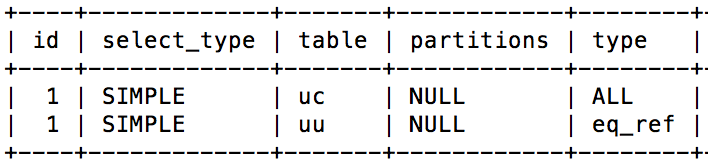 +----+-------------+-------+------------+--------+-
| id | select_type | table | partitions | type   |
+----+-------------+-------+------------+--------+-
|  1 | SIMPLE      | uc    | NULL       | ALL    |
|  1 | SIMPLE      | uu    | NULL       | eq_ref |
+----+-------------+-------+------------+--------+-